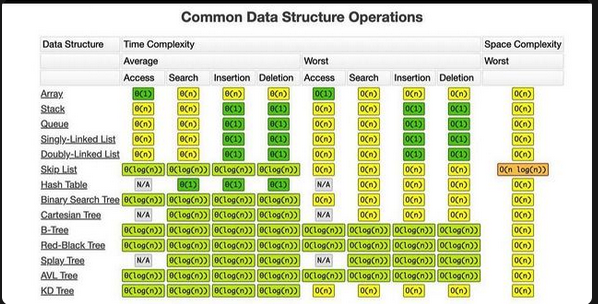 Common Data Structure Operations
Data Structure Time Complexity Space Complexity
Average Worst Worst
Access Search Insertion Deletion Access Search Insertion Deletion
Array Θ(1) Θ(n) Θ(n) Θ(n) O(1) O(n) O(n) O(n) O(n)
Stack Θ(n) Θ(n) Θ(1) Θ(1) O(n) O(n) O(1) O(1) O(n)
Queue Θ(n) Θ(n) Θ(1) Θ(1) O(n) O(n) O(1) O(1) O(n)
Singly-Linked List Θ(n) Θ(n) Θ(1) Θ(1) O(n) O(n) O(1) O(1) O(n)
Doubly-Linked List Θ(n) Θ(n) Θ(1) Θ(1) O(n) O(n) O(1) O(1) O(n)
Skip List Θ(log(n)) Θ(log(n)) Θ(log(n)) Θ(log(n)) O(n) O(n) O(n) O(n) O(n log(n))
Hash Table N/A Θ(1) Θ(1) Θ(1) N/A O(n) O(n) O(n) O(n)
Binary Search Tree Θ(log(n)) Θ(log(n)) Θ(log(n)) Θ(log(n)) O(n) O(n) O(n) O(n) O(n)
Cartesian Tree N/A Θ(log(n)) Θ(log(n)) Θ(log(n)) N/A O(n) O(n) O(n) O(n)
B-Tree Θ(log(n)) Θ(log(n)) Θ(log(n)) Θ(log(n)) O(log(n)) O(log(n)) O(log(n)) O(log(n)) O(n)
Red-Black Tree Θ(log(n)) Θ(log(n)) Θ(log(n)) Θ(log(n)) O(log(n)) O(log(n)) O(log(n)) O(log(n)) O(n)
Splay Tree N/A Θ(log(n)) Θ(log(n)) Θ(log(n)) N/A O(log(n)) O(log(n)) O(log(n)) O(n)
AVL Tree Θ(log(n)) Θ(log(n)) Θ(log(n)) Θ(log(n)) O(log(n)) O(log(n)) O(log(n)) O(log(n)) O(n)
KD Tree Θ(log(n)) Θ(log(n)) Θ(log(n)) Θ(log(n)) O(n) O(n) O(n) O(n) O(n)